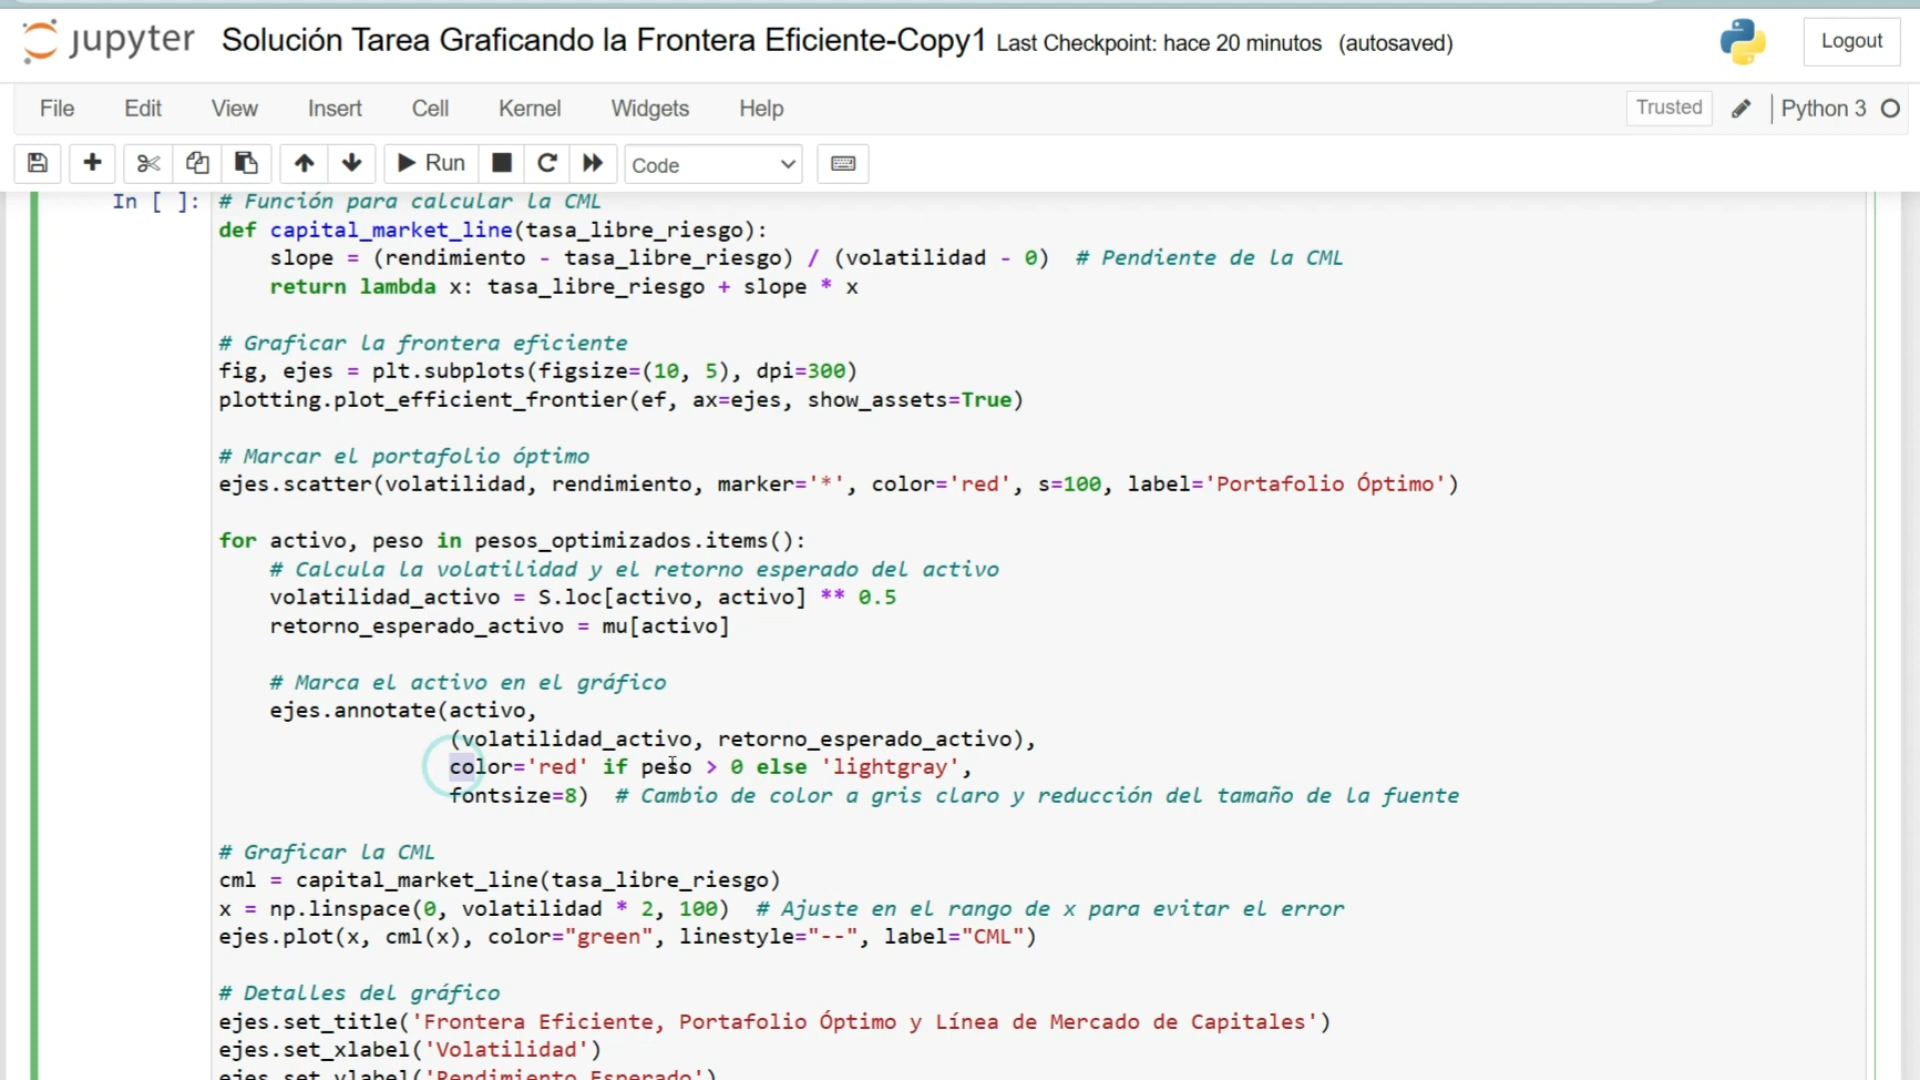 jupyter Solución Tarea Graficando la Frontera Eficiente-Copy1 Last Checkpoint: hace 20 minutos (autosaved) Logout
File Edit View Insert Cell Kernel Widgets Help Trusted Python 3
Run Code
In [ ]: # Función para calcular la CML
def capital_market_line(tasa_libre_riesgo):
slope = (rendimiento - tasa_libre_riesgo) / (volatilidad - 0) # Pendiente de la CML
return lambda x: tasa_libre_riesgo + slope * x
# Graficar la frontera eficiente
fig, ejes = plt.subplots(figsize=(10, 5), dpi=300)
plotting.plot_efficient_frontier(ef, ax=ejes, show_assets=True)
# Marcar el portafolio óptimo
ejes.scatter(volatilidad, rendimiento, marker='*', color='red', s=100, label='Portafolio Óptimo')
for activo, peso in pesos_optimizados.items():
# Calcula la volatilidad y el retorno esperado del activo
volatilidad_activo = S.loc[activo, activo] ** 0.5
retorno_esperado_activo = mu[activo]
# Marca el activo en el gráfico
ejes.annotate(activo,
(volatilidad_activo, retorno_esperado_activo),
color='red' if peso > 0 else 'lightgray',
fontsize=8) # Cambio de color a gris claro y reducción del tamaño de la fuente
# Graficar la CML
cml = capital_market_line(tasa_libre_riesgo)
x = np.linspace(0, volatilidad * 2, 100) # Ajuste en el rango de x para evitar el error
ejes.plot(x, cml(x), color="green", linestyle="--", label="CML")
# Detalles del gráfico
ejes.set_title('Frontera Eficiente, Portafolio Óptimo y Línea de Mercado de Capitales')
ejes.set_xlabel('Volatilidad')
ejes.set_ylabel('Rendimiento Esperado')